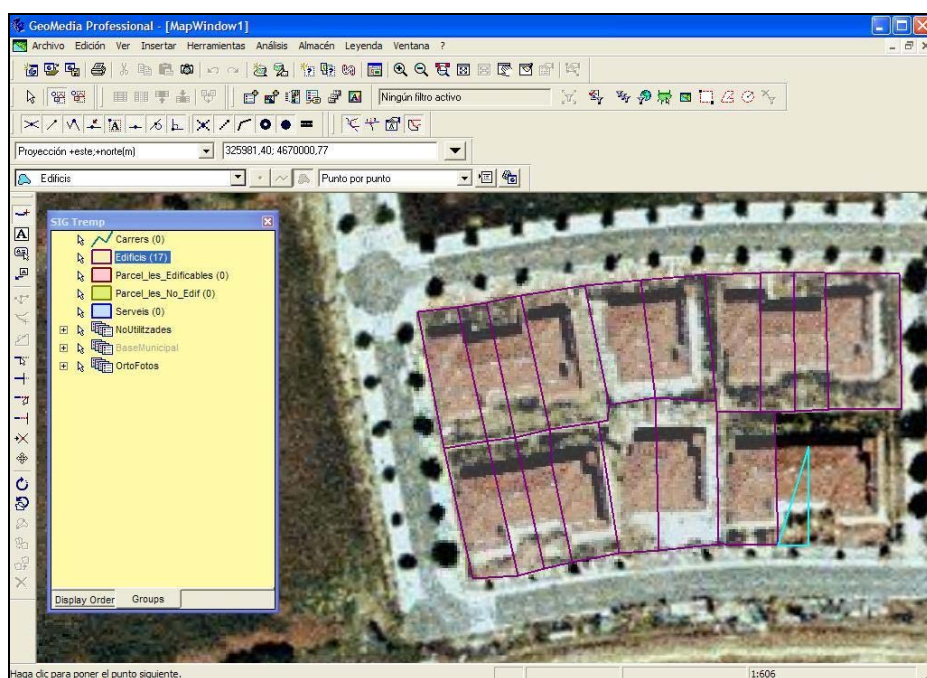 GeoMedia Professional - [MapWindow1]
Archivo Edición Ver Insertar Herramientas Análisis Almacén Leyenda Ventana ?
Ningún filtro activo
Proyección +este;+norte(m) 325981,40; 4670000,77
Edificis Punto por punto
SIG Tremp
Carrers (0)
Edificis (17)
Parcel_les_Edificables (0)
Parcel_les_No_Edif (0)
Serveis (0)
NoUtilitzades
BaseMunicipal
OrtoFotos
Display Order Groups
Haga clic para poner el punto siguiente. 1:606